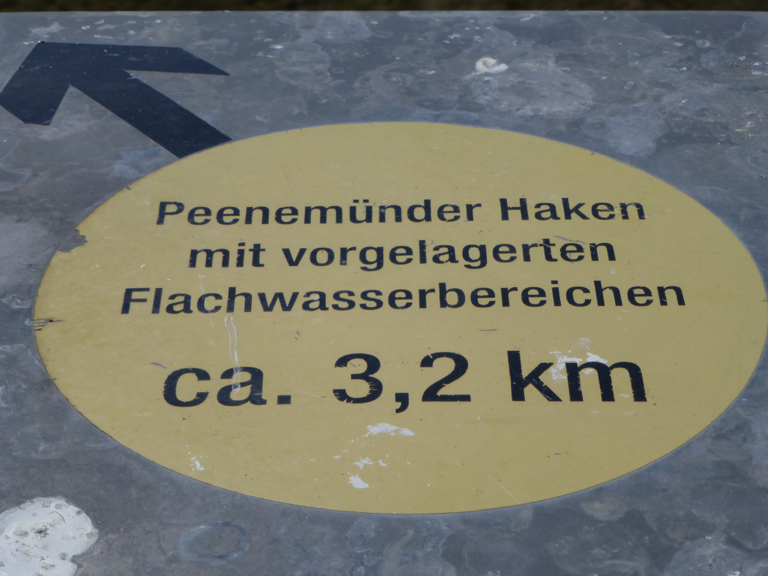 Peenemünder Haken
mit vorgelagerten
Flachwasserbereichen
ca. 3,2 km